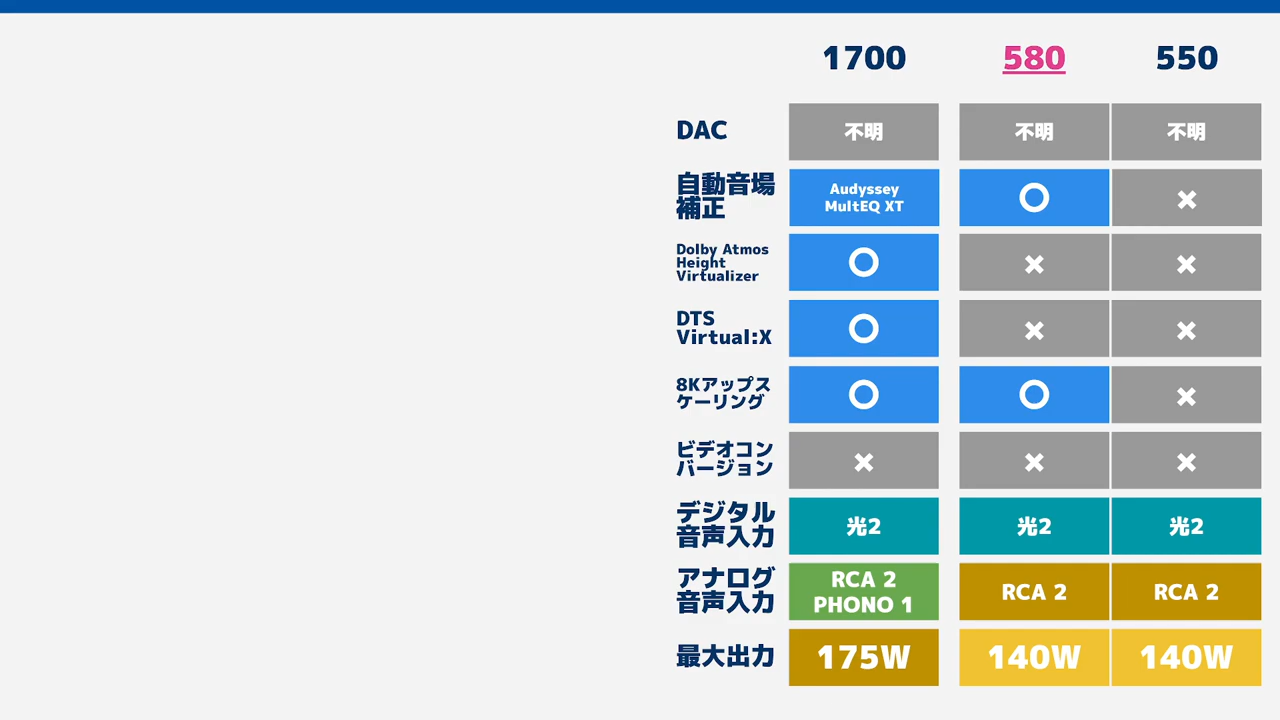 1700 580 550
DAC 不明 不明 不明
自動音場
補正
Audyssey
MultEQ XT
○ ×
Dolby Atmos
Height
Virtualizer
○ × ×
DTS
Virtual:X
○ × ×
8Kアップス
ケーリング
○ ○ ×
ビデオコン
バージョン
× × ×
デジタル
音声入力
光2 光2 光2
アナログ
音声入力
RCA 2
PHONO 1
RCA 2 RCA 2
最大出力 175W 140W 140W